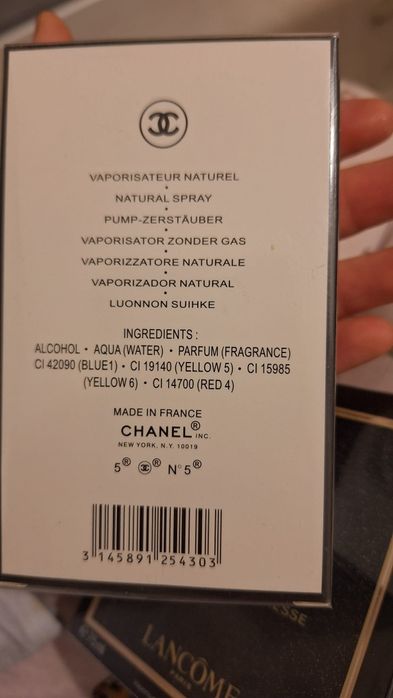 VAPORISATEUR NATUREL
NATURAL SPRAY
PUMP-ZERSTÄUBER
VAPORISATOR ZONDER GAS
VAPORIZZATORE NATURALE
VAPORIZADOR NATURAL
LUONNON SUIHKE
INGREDIENTS :
ALCOHOL • AQUA (WATER) • PARFUM (FRAGRANCE)
CI 42090 (BLUE1) • CI 19140 (YELLOW 5) • CI 15985
(YELLOW 6) • CI 14700 (RED 4)
MADE IN FRANCE
CHANEL® INC.
NEW YORK, N.Y. 10019
5® ® N°5®
3 145891 254303
ESSE
LANCÔME
PARIS